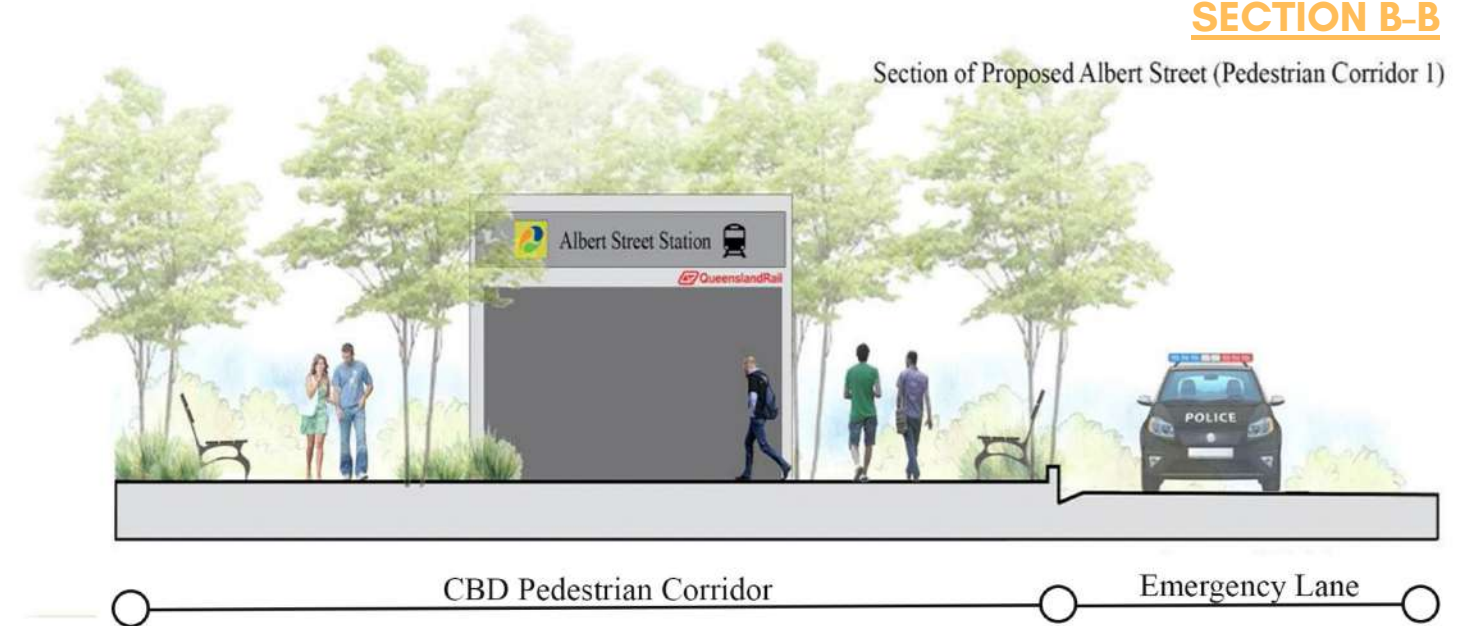 SECTION B-B
Section of Proposed Albert Street (Pedestrian Corridor 1)
Albert Street Station
QueenslandRail
POLICE
CBD Pedestrian Corridor
Emergency Lane